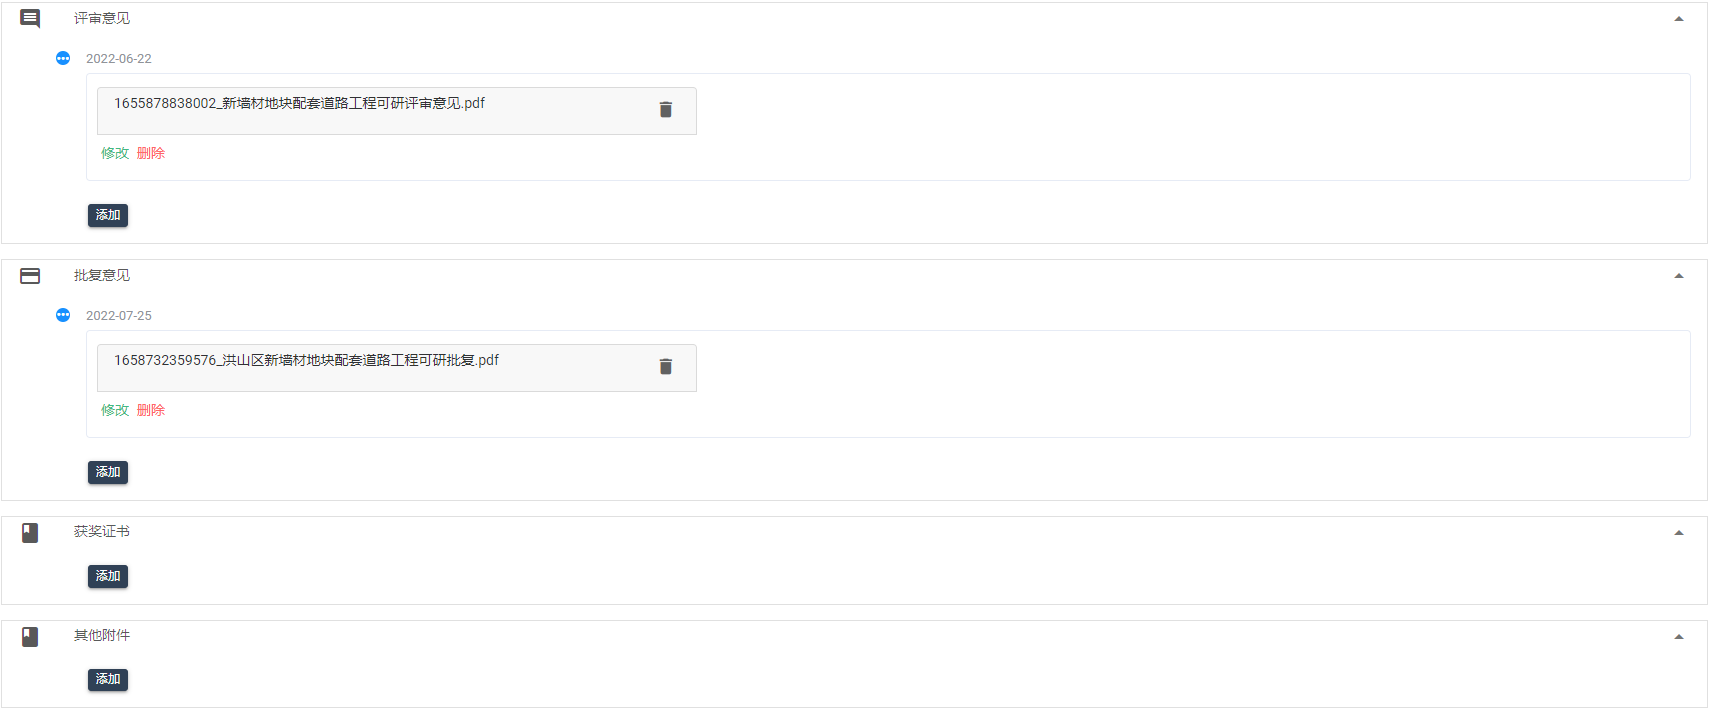 评审意见
2022-06-22
1655878838002_新墙材地块配套道路工程可研评审意见.pdf
修改 删除
添加
批复意见
2022-07-25
1658732359576_洪山区新墙材地块配套道路工程可研批复.pdf
修改 删除
添加
获奖证书
添加
其他附件
添加